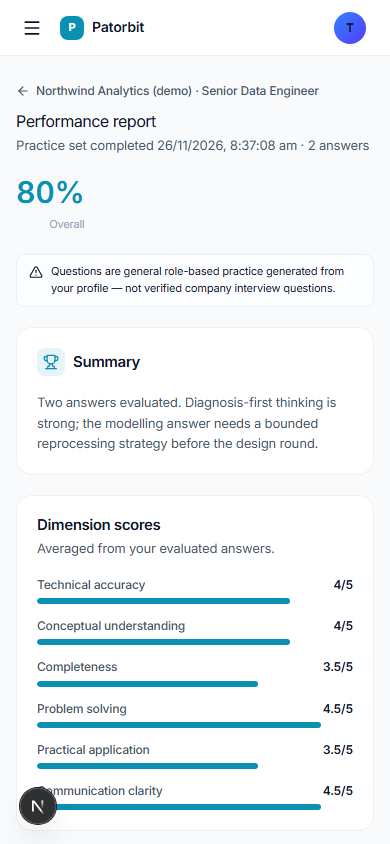 P Patorbit T
← Northwind Analytics (demo) · Senior Data Engineer
Performance report
Practice set completed 26/11/2026, 8:37:08 am · 2 answers
80%
Overall
Questions are general role-based practice generated from
your profile — not verified company interview questions.
Summary
Two answers evaluated. Diagnosis-first thinking is
strong; the modelling answer needs a bounded
reprocessing strategy before the design round.
Dimension scores
Averaged from your evaluated answers.
Technical accuracy 4/5
Conceptual understanding 4/5
Completeness 3.5/5
Problem solving 4.5/5
Practical application 3.5/5
Communication clarity 4.5/5
N